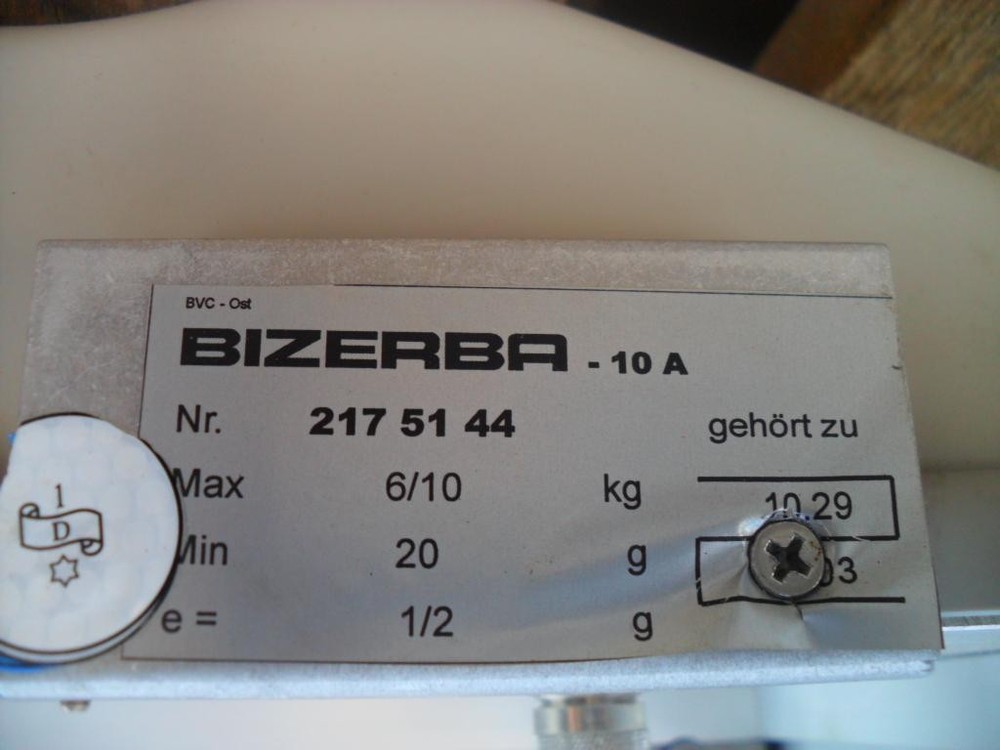 BVC - Ost
BIZERBA - 10 A
Nr. 217 51 44 gehört zu
Max 6/10 kg
10.29
Min 20 g
e = 1/2 g
1
D